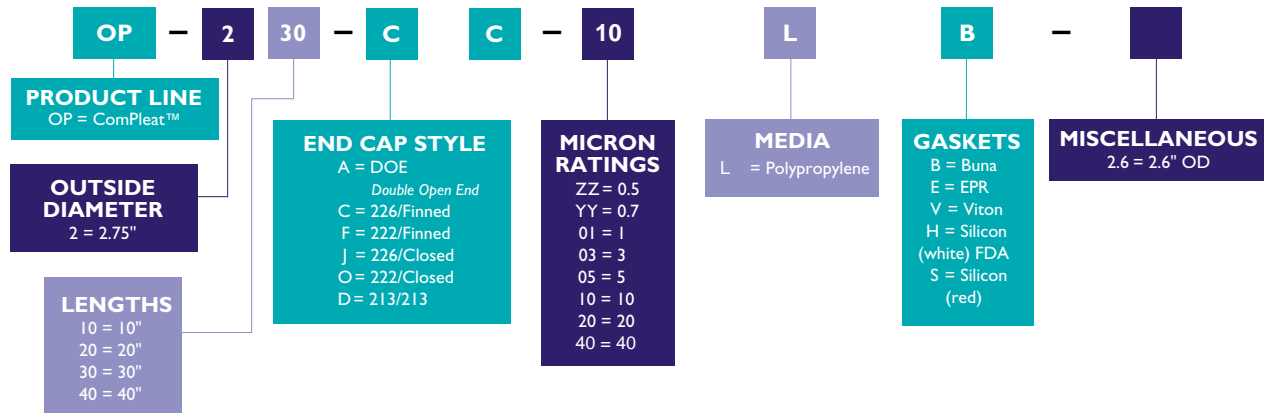 OP – 2 30 – C C – 10 L B –
PRODUCT LINE
OP = ComPleat™
OUTSIDE
DIAMETER
2 = 2.75"
LENGTHS
10 = 10"
20 = 20"
30 = 30"
40 = 40"
END CAP STYLE
A = DOE
Double Open End
C = 226/Finned
F = 222/Finned
J = 226/Closed
O = 222/Closed
D = 213/213
MICRON
RATINGS
ZZ = 0.5
YY = 0.7
01 = 1
03 = 3
05 = 5
10 = 10
20 = 20
40 = 40
MEDIA
L = Polypropylene
GASKETS
B = Buna
E = EPR
V = Viton
H = Silicon
(white) FDA
S = Silicon
(red)
MISCELLANEOUS
2.6 = 2.6" OD